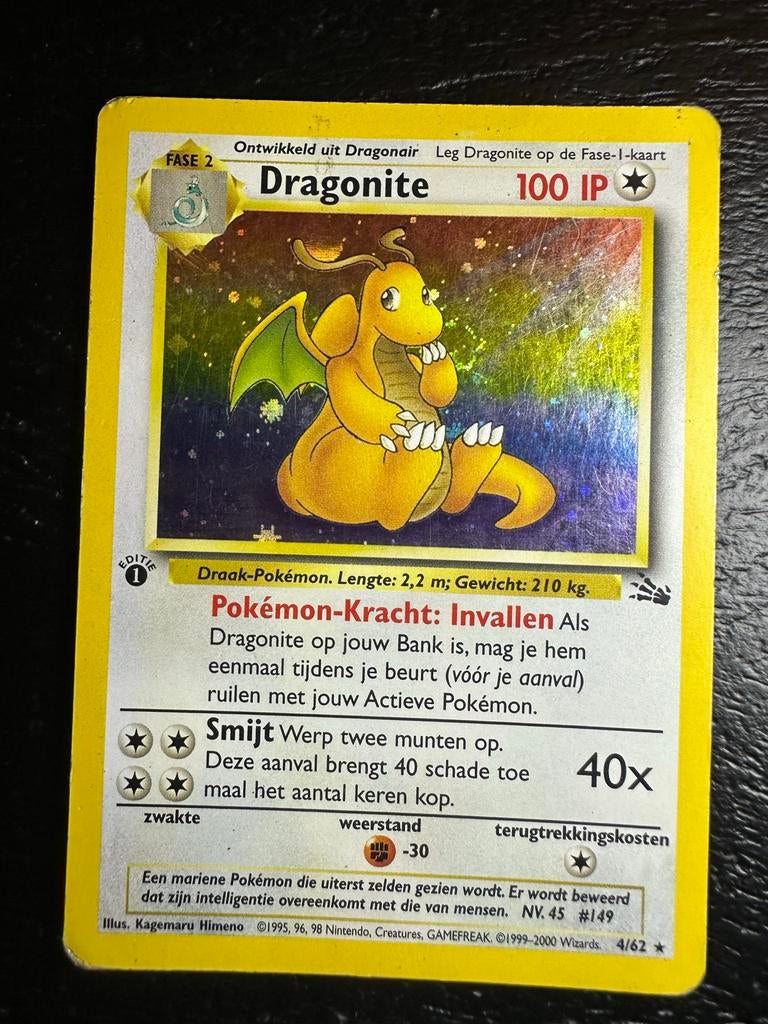 Ontwikkeld uit Dragonair Leg Dragonite op de Fase-1-kaart
FASE 2
Dragonite 100 IP
EDITIE
1
Draak-Pokémon. Lengte: 2,2 m; Gewicht: 210 kg.
Pokémon-Kracht: Invallen Als
Dragonite op jouw Bank is, mag je hem
eenmaal tijdens je beurt (vóór je aanval)
ruilen met jouw Actieve Pokémon.
Smijt Werp twee munten op.
Deze aanval brengt 40 schade toe
maal het aantal keren kop.
40x
zwakte weerstand terugtrekkingskosten
-30
Een mariene Pokémon die uiterst zelden gezien wordt. Er wordt beweerd
dat zijn intelligentie overeenkomt met die van mensen. NV. 45 #149
Illus. Kagemaru Himeno ©1995, 96, 98 Nintendo, Creatures, GAMEFREAK. ©1999-2000 Wizards. 4/62 ★